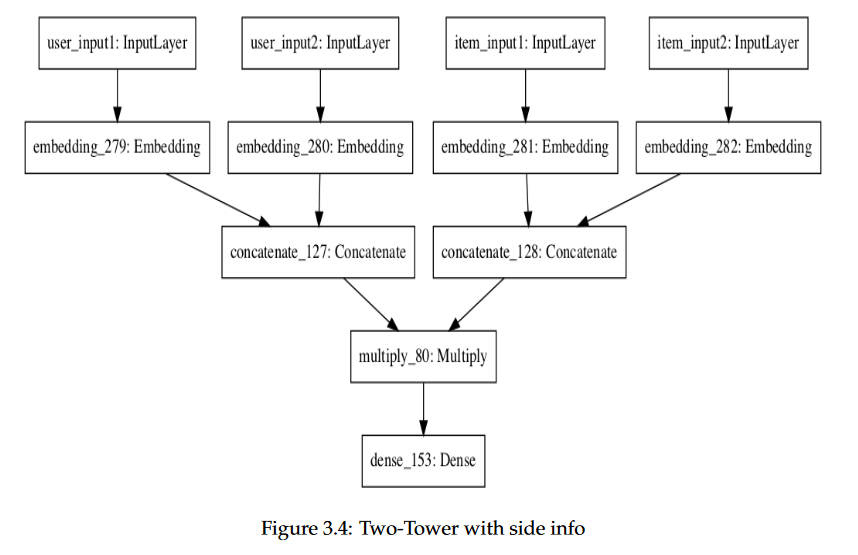 user_input1: InputLayer
user_input2: InputLayer
item_input1: InputLayer
item_input2: InputLayer
embedding_279: Embedding
embedding_280: Embedding
embedding_281: Embedding
embedding_282: Embedding
concatenate_127: Concatenate
concatenate_128: Concatenate
multiply_80: Multiply
dense_153: Dense
Figure 3.4: Two-Tower with side info